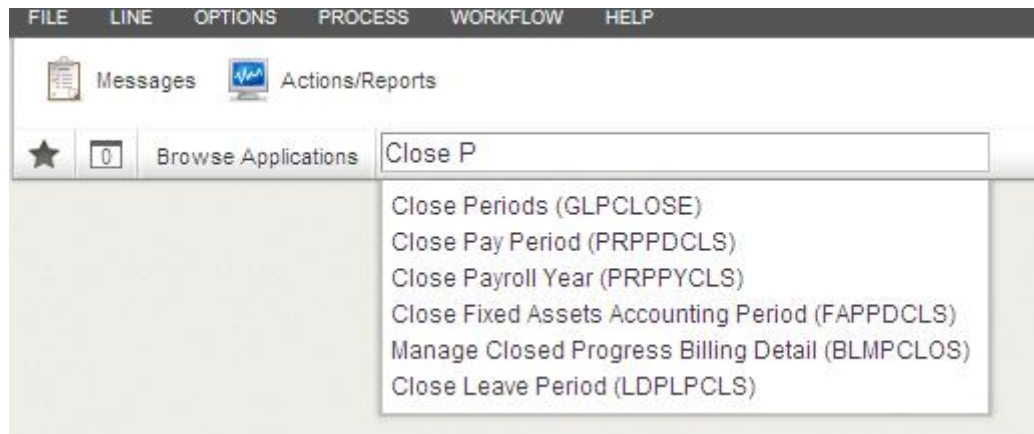 FILE LINE OPTIONS PROCESS WORKFLOW HELP
Messages Actions/Reports
0 Browse Applications Close P
Close Periods (GLPCLOSE)
Close Pay Period (PRPPDCLS)
Close Payroll Year (PRPPYCLS)
Close Fixed Assets Accounting Period (FAPPDCLS)
Manage Closed Progress Billing Detail (BLMPCLOS)
Close Leave Period (LDPLPCLS)